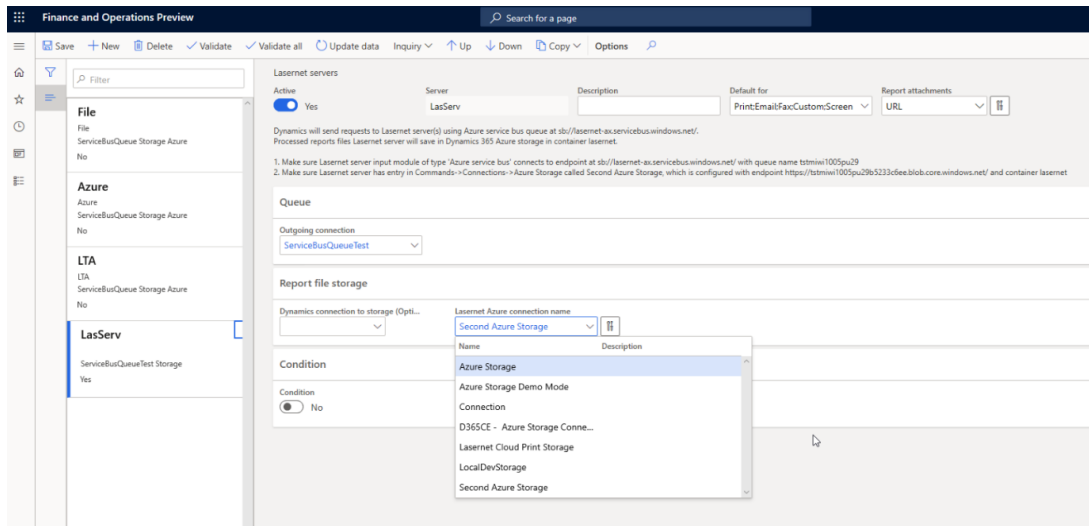 Finance and Operations Preview
Search for a page
Save New Delete Validate Validate all Update data Inquiry Up Down Copy Options
Filter
File
File
ServiceBusQueue Storage Azure
No
Azure
Azure
ServiceBusQueue Storage Azure
No
LTA
LTA
ServiceBusQueue Storage Azure
No
LasServ
ServiceBusQueueTest Storage
Yes
Lasernet servers
Active Server Description Default for Report attachments
Yes LasServ Print;Email;FaxCustom;Screen URL
Dynamics will send requests to Lasernet server(s) using Azure service bus queue at sb://lasernet-ax.servicebus.windows.net/.
Processed reports files Lasernet server will save in Dynamics 365 Azure storage in container lasernet.
1. Make sure Lasernet server input module of type 'Azure service bus' connects to endpoint at sb://lasernet-ax.servicebus.windows.net/ with queue name tstmiwi1005pu29
2. Make sure Lasernet server has entry in Commands->Connections->Azure Storage called Second Azure Storage, which is configured with endpoint https://tstmiwi1005pu29b5233c6ee.blob.core.windows.net/ and container lasernet
Queue
Outgoing connection
ServiceBusQueueTest
Report file storage
Dynamics connection to storage (Opti... Lasernet Azure connection name
Second Azure Storage
Name Description
Azure Storage
Azure Storage Demo Mode
Connection
D365CE - Azure Storage Conne...
Lasernet Cloud Print Storage
LocalDevStorage
Second Azure Storage
Condition
Condition
No